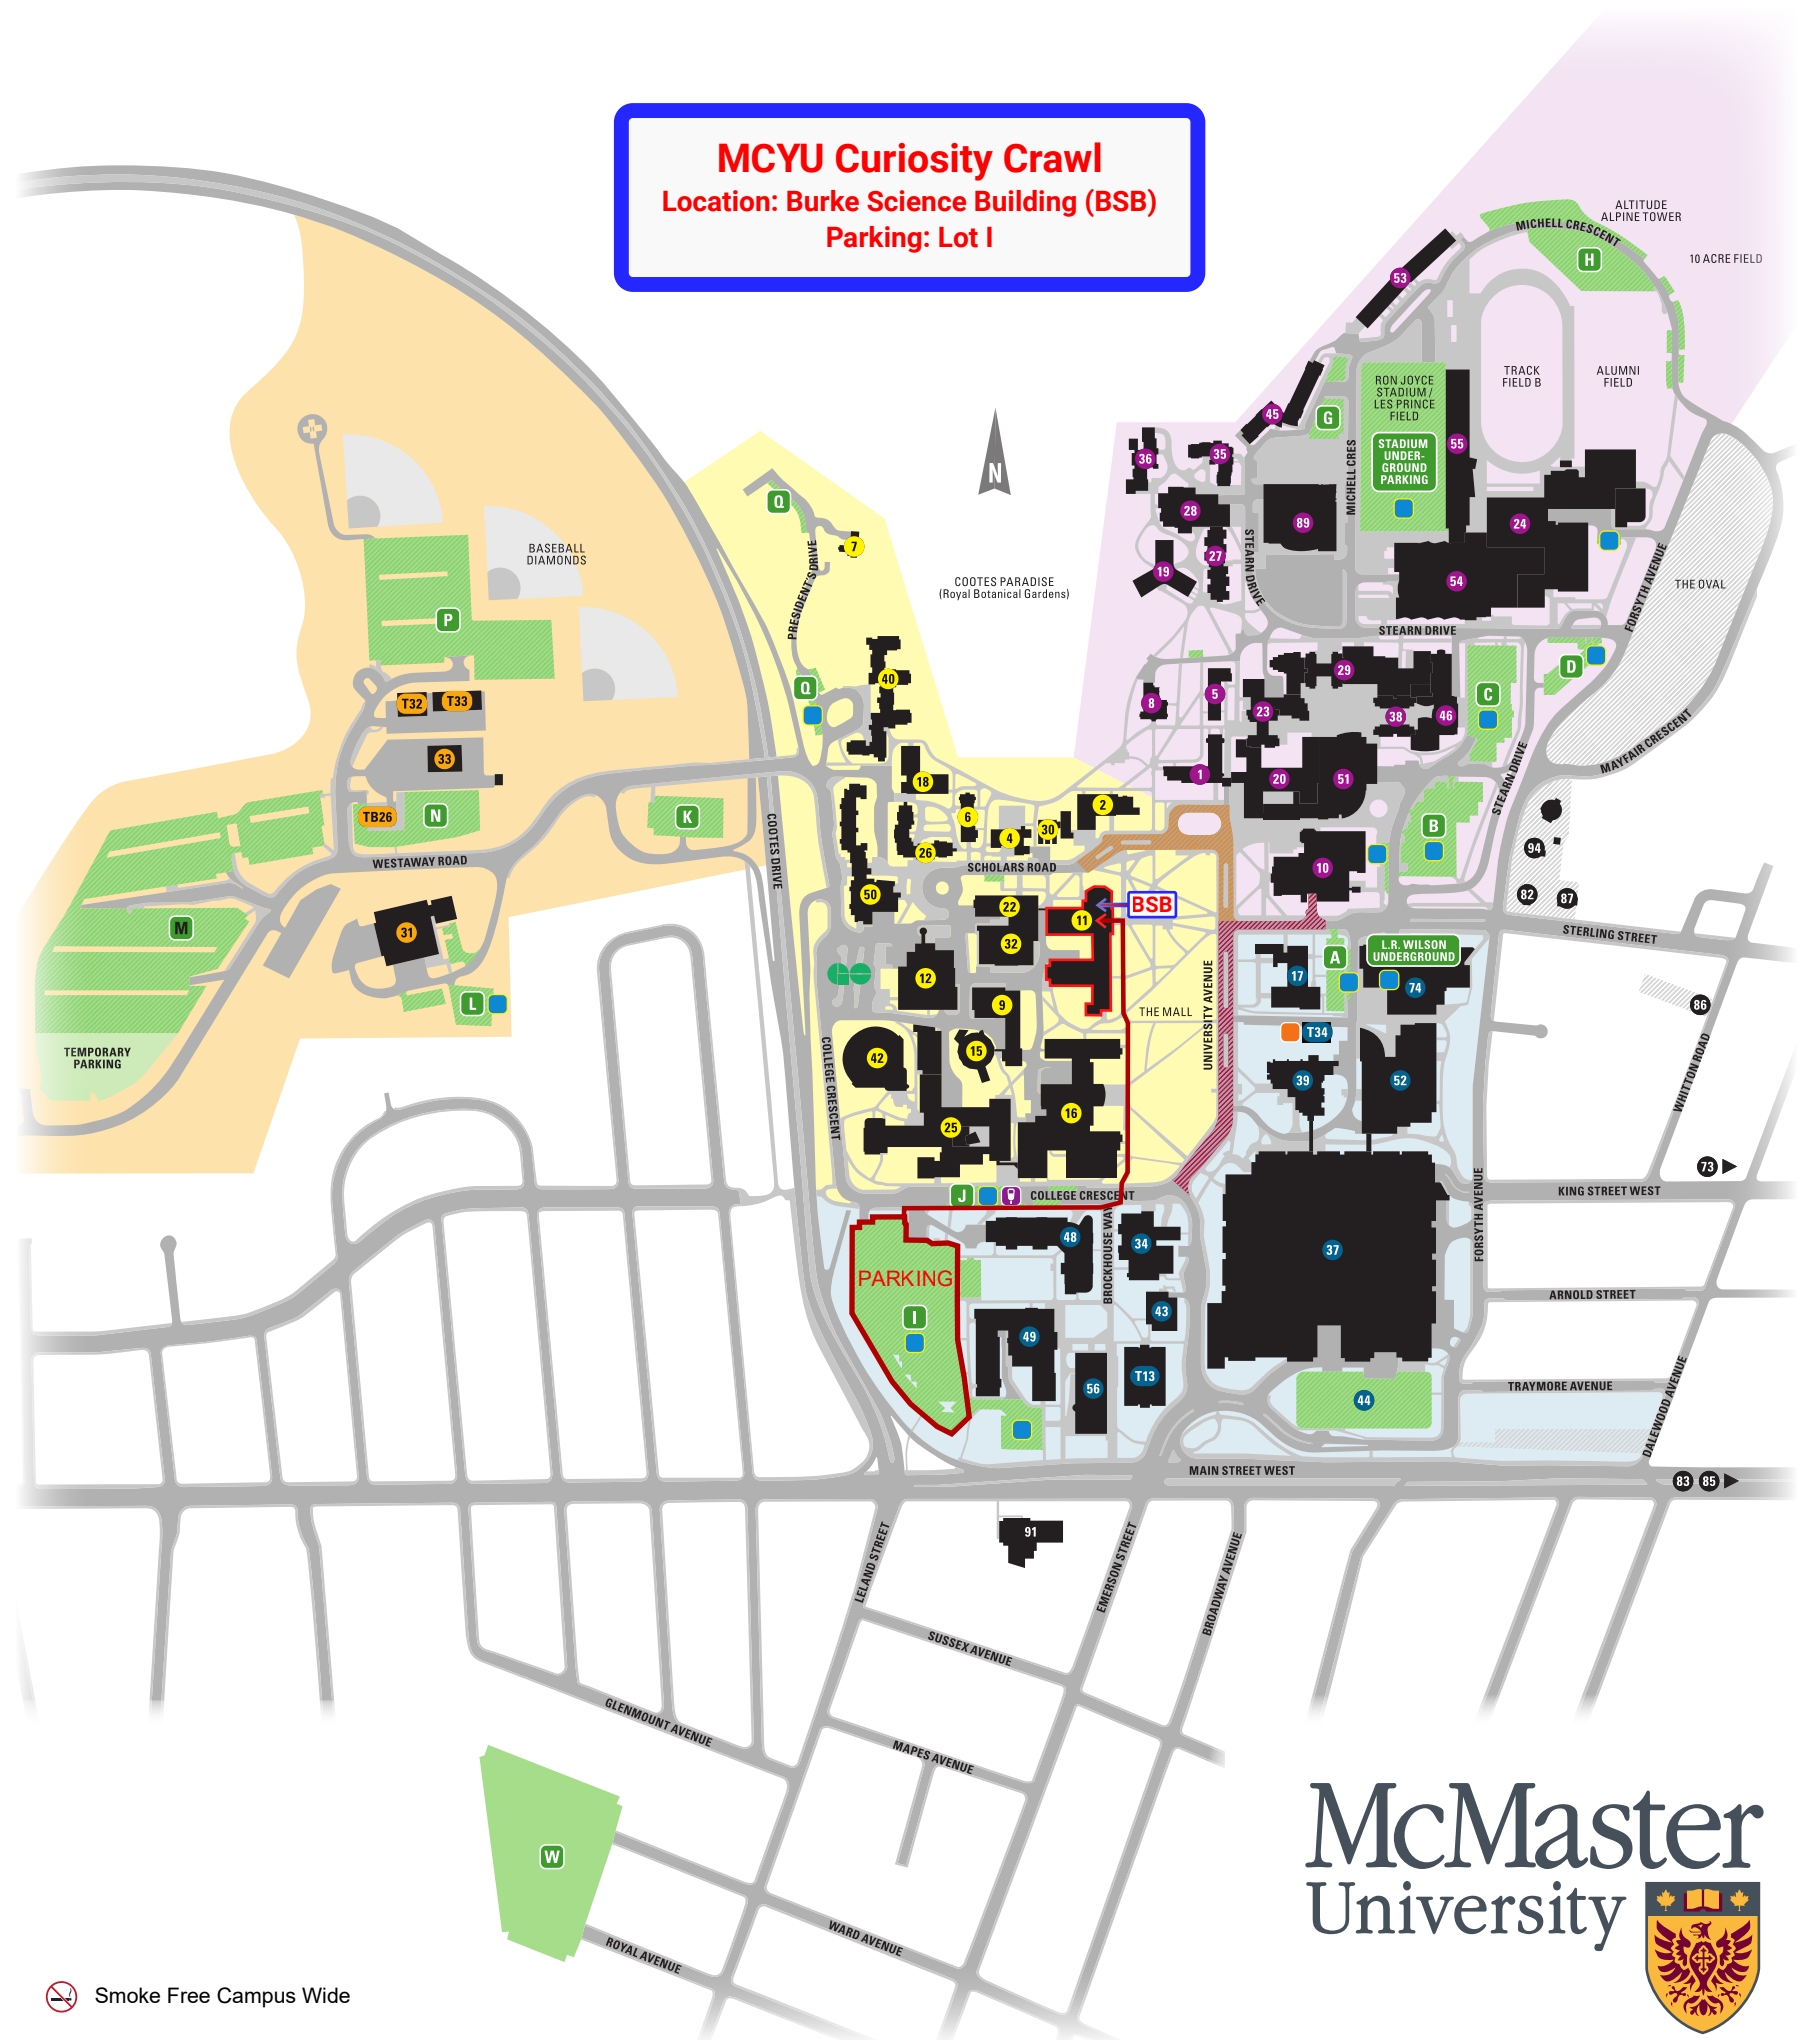 MCYU Curiosity Crawl
Location: Burke Science Building (BSB)
Parking: Lot I
ALTITUDE
ALPINE TOWER
MICHELL CRESCENT
H
10 ACRE FIELD
53
RON JOYCE
STADIUM /
LES PRINCE
FIELD
TRACK
FIELD B
ALUMNI
FIELD
45
G
STADIUM
UNDER-
GROUND
PARKING
55
MICHELL CRES
36
35
N
28
89
24
Q
7
27
STEARN DRIVE
19
54
FORSYTH AVENUE
THE OVAL
BASEBALL
DIAMONDS
PRESIDENT'S DRIVE
COOTES PARADISE
(Royal Botanical Gardens)
P
STEARN DRIVE
D
40
Q
29
C
8
5
23
38
46
T32
T33
MAYFAIR CRESCENT
33
18
1
20
51
STEARN DRIVE
TB26
N
K
6
2
4
30
B
94
COOTES DRIVE
WESTAWAY ROAD
26
SCHOLARS ROAD
10
82
87
50
22
11
BSB
M
31
32
STERLING STREET
12
A
L.R. WILSON
UNDERGROUND
17
74
L
9
THE MALL
UNIVERSITY AVENUE
86
T34
TEMPORARY
PARKING
42
15
COLLEGE CRESCENT
39
52
WHITTON ROAD
16
25
73
J
COLLEGE CRESCENT
KING STREET WEST
FORSYTH AVENUE
48
34
37
BROCKHOUSE WAY
PARKING
I
43
ARNOLD STREET
49
T13
56
44
TRAYMORE AVENUE
DALEWOOD AVENUE
MAIN STREET WEST
83
85
91
LELAND STREET
EMERSON STREET
BROADWAY AVENUE
SUSSEX AVENUE
GLENMOUNT AVENUE
MAPES AVENUE
W
WARD AVENUE
ROYAL AVENUE
McMaster
University
Smoke Free Campus Wide